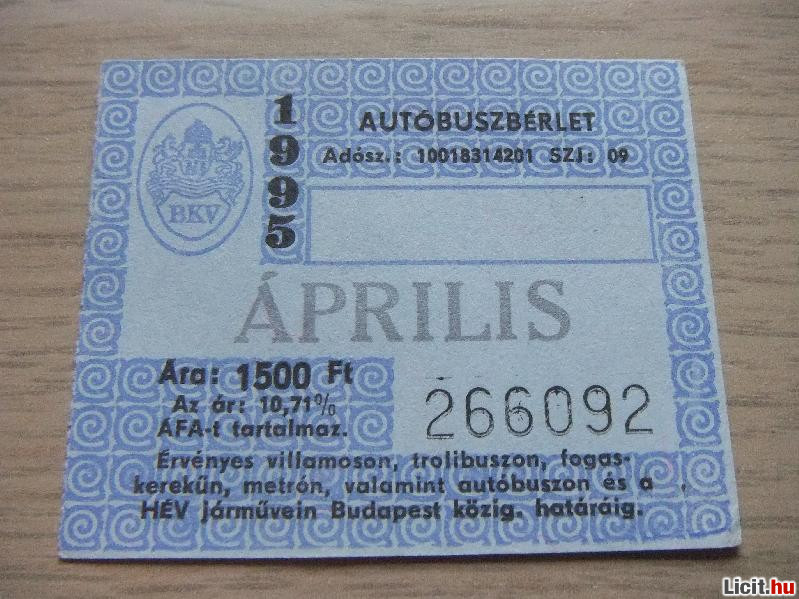 1995
AUTÓBUSZBÉRLET
Adósz.: 10018314201 SZJ: 09
BKV
ÁPRILIS
Ára: 1500 Ft
Az ár: 10,71%
ÁFA-t tartalmaz.
266092
Érvényes villamoson, trolibuszon, fogas-
kerekűn, metrón, valamint autóbuszon és a
HÉV járművein Budapest közig. határáig.
Licit.hu